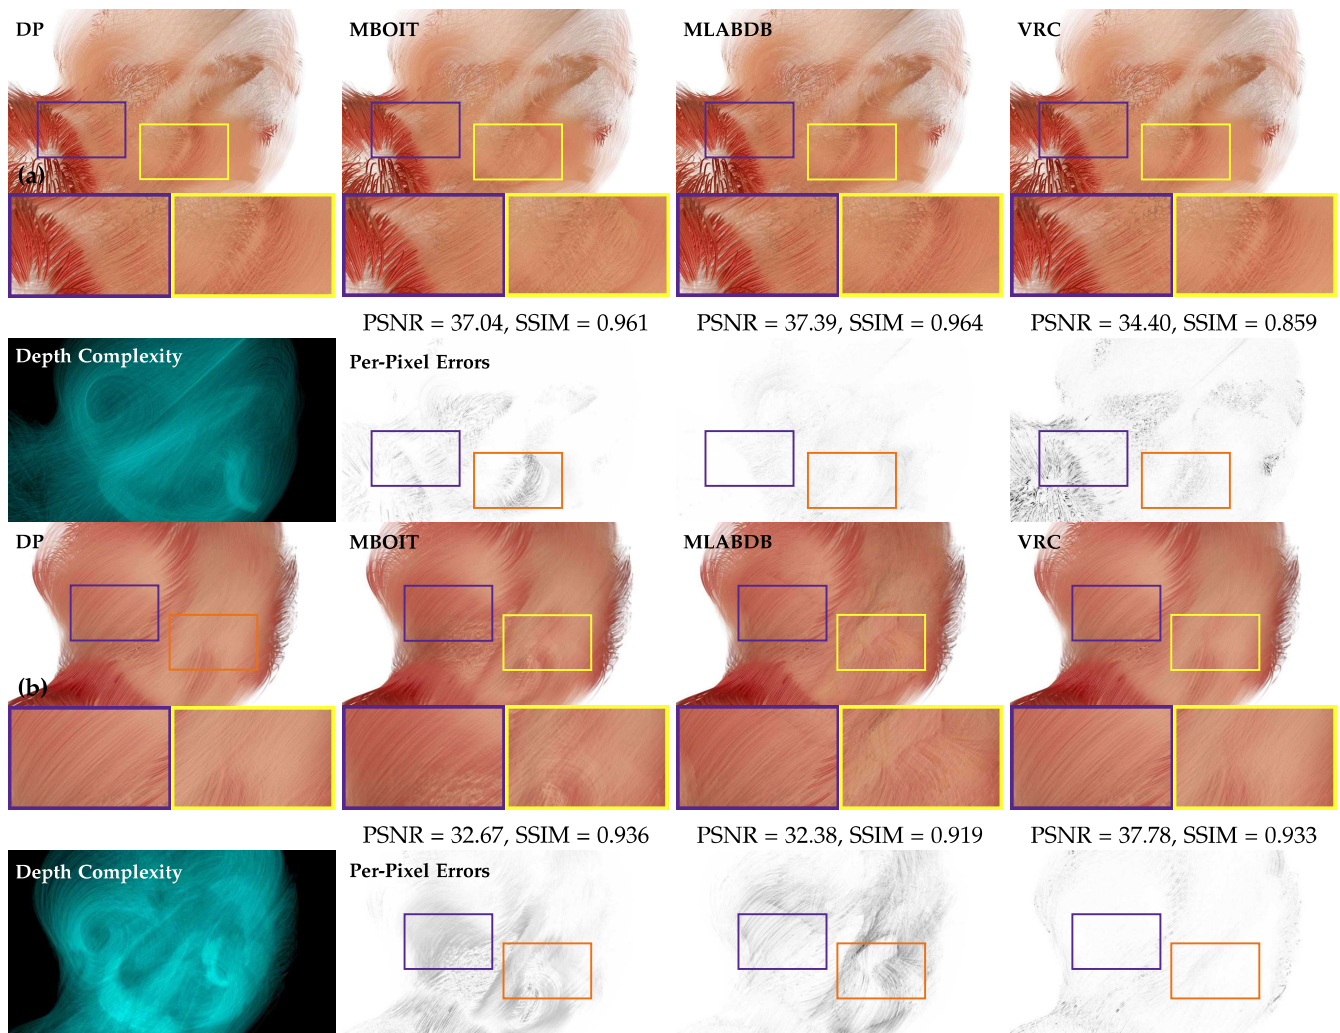 DP MBOIT MLABDB VRC
(a)
PSNR = 37.04, SSIM = 0.961 PSNR = 37.39, SSIM = 0.964 PSNR = 34.40, SSIM = 0.859
Depth Complexity Per-Pixel Errors
DP MBOIT MLABDB VRC
(b)
PSNR = 32.67, SSIM = 0.936 PSNR = 32.38, SSIM = 0.919 PSNR = 37.78, SSIM = 0.933
Depth Complexity Per-Pixel Errors